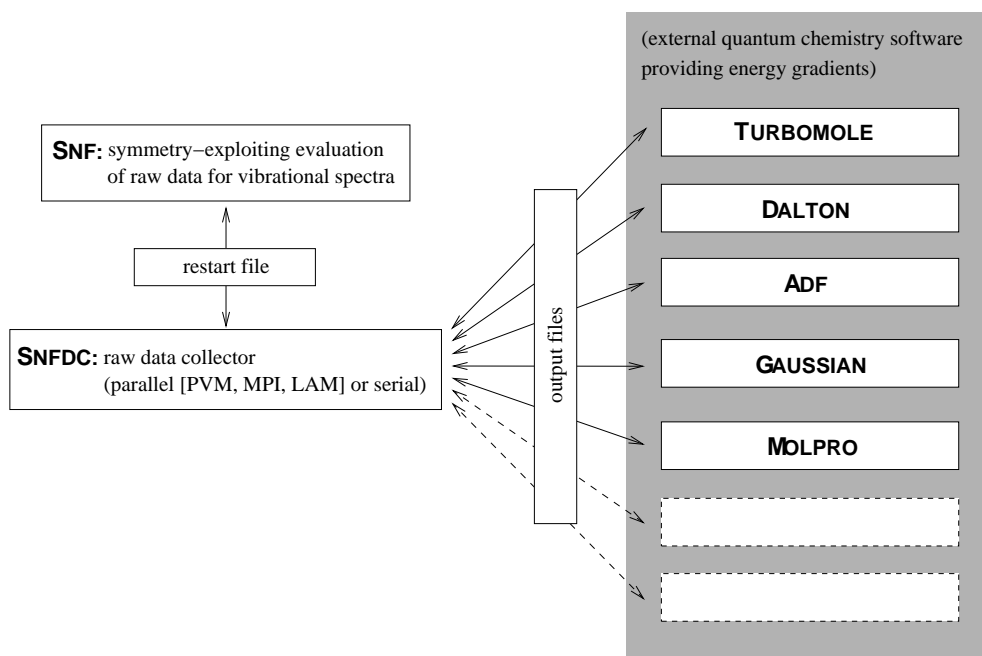 (external quantum chemistry software
providing energy gradients)
TURBOMOLE
SNF: symmetry−exploiting evaluation
of raw data for vibrational spectra
DALTON
restart file
ADF
SNFDC: raw data collector
(parallel [PVM, MPI, LAM] or serial)
output files
GAUSSIAN
MOLPRO